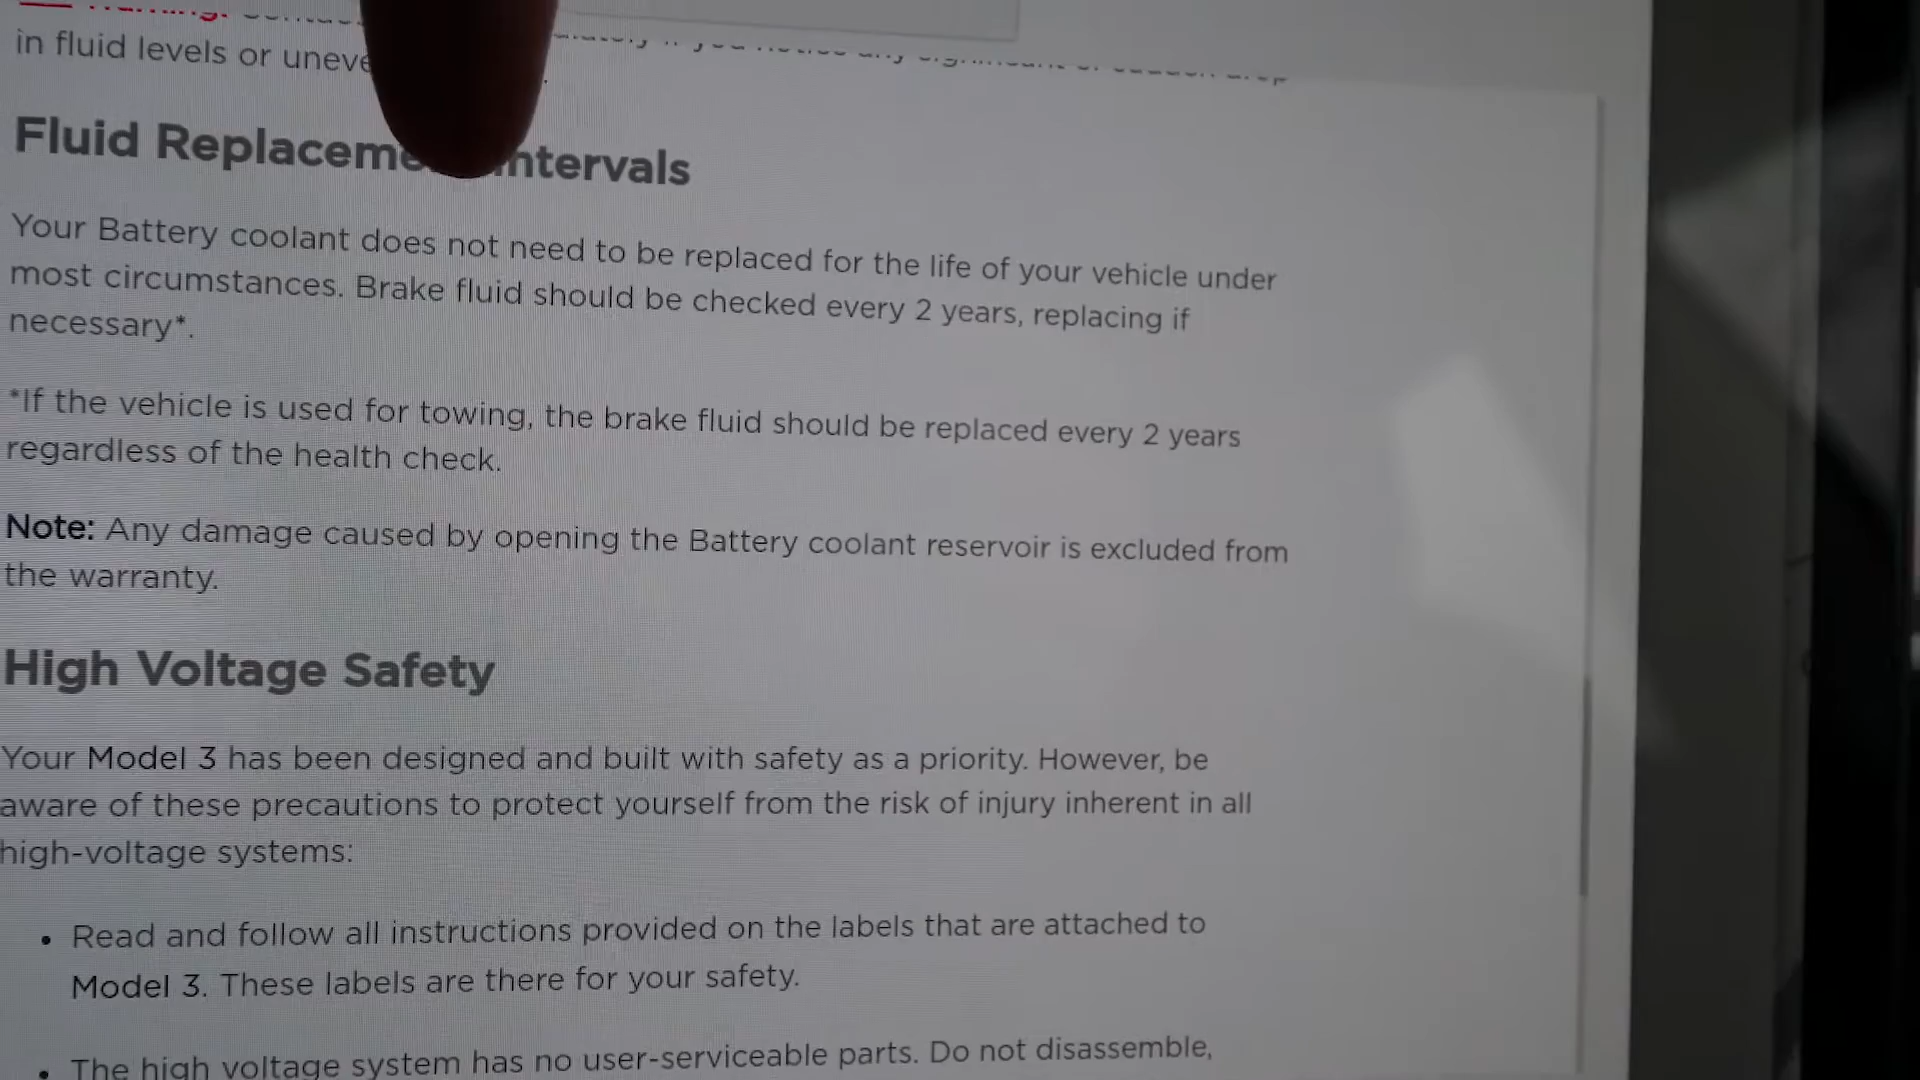 Warning:
in fluid levels or uneve
Fluid Replaceme ntervals
Your Battery coolant does not need to be replaced for the life of your vehicle under
most circumstances. Brake fluid should be checked every 2 years, replacing if
necessary*.
*If the vehicle is used for towing, the brake fluid should be replaced every 2 years
regardless of the health check.
Note: Any damage caused by opening the Battery coolant reservoir is excluded from
the warranty.
High Voltage Safety
Your Model 3 has been designed and built with safety as a priority. However, be
aware of these precautions to protect yourself from the risk of injury inherent in all
high-voltage systems:
• Read and follow all instructions provided on the labels that are attached to
Model 3. These labels are there for your safety.
• The high voltage system has no user-serviceable parts. Do not disassemble,